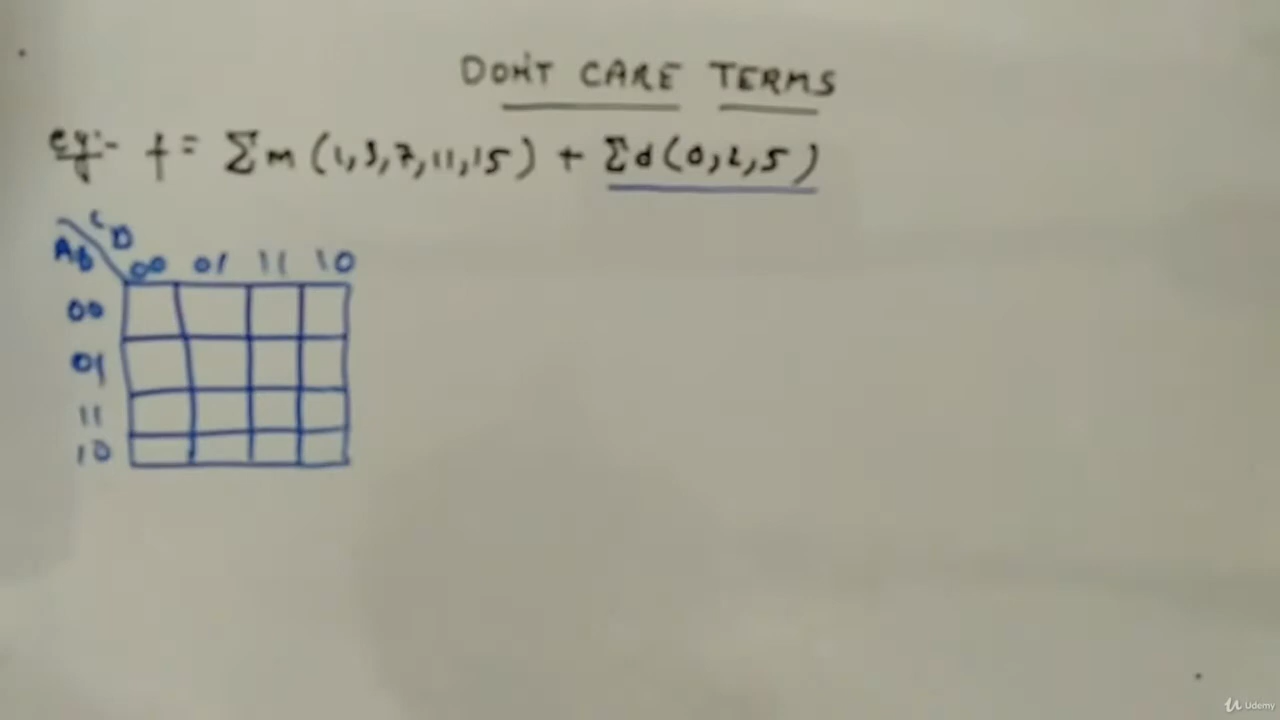 DON'T CARE TERMS
eg:- f = Σm (1,3,7,11,15) + Σd(0,2,5)
CD
AB 00 01 11 10
00
01
11
10
Udemy